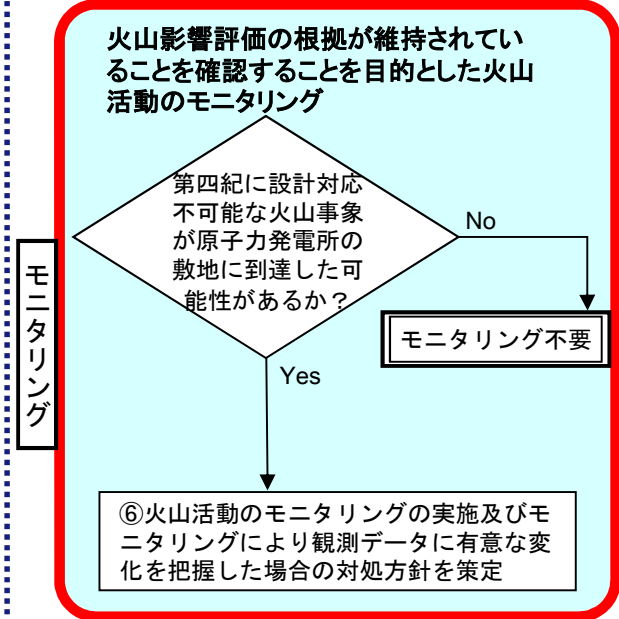 火山影響評価の根拠が維持されてい
ることを確認することを目的とした火山
活動のモニタリング
第四紀に設計対応
不可能な火山事象
が原子力発電所の
敷地に到達した可
能性があるか？
No
モニタリング
モニタリング不要
Yes
⑥火山活動のモニタリングの実施及びモ
ニタリングにより観測データに有意な変
化を把握した場合の対処方針を策定